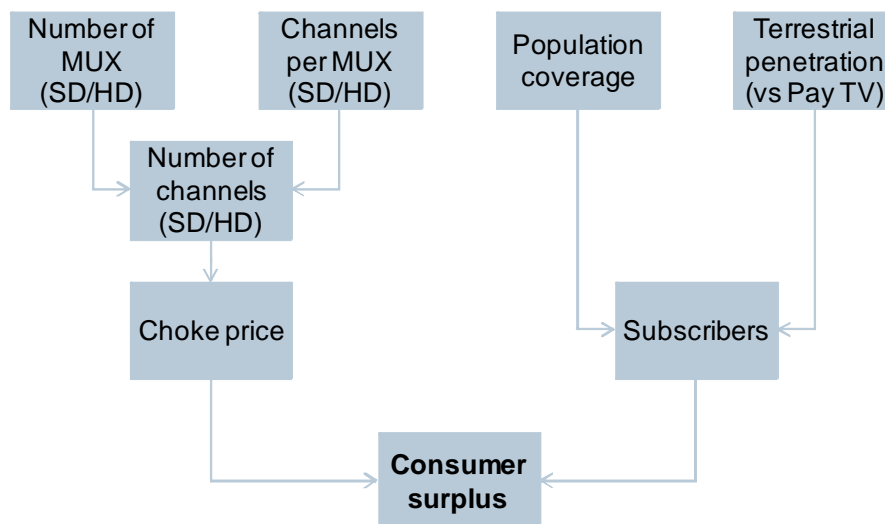 Number of
MUX
(SD/HD)
Channels
per MUX
(SD/HD)
Population
coverage
Terrestrial
penetration
(vs Pay TV)
Number of
channels
(SD/HD)
Choke price
Subscribers
Consumer
surplus